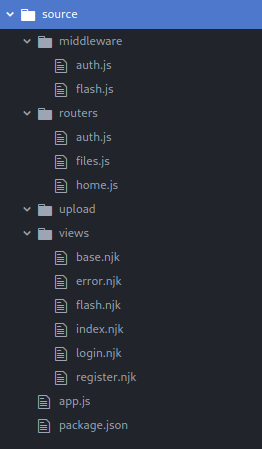 source
middleware
auth.js
flash.js
routers
auth.js
files.js
home.js
upload
views
base.njk
error.njk
flash.njk
index.njk
login.njk
register.njk
app.js
package.json